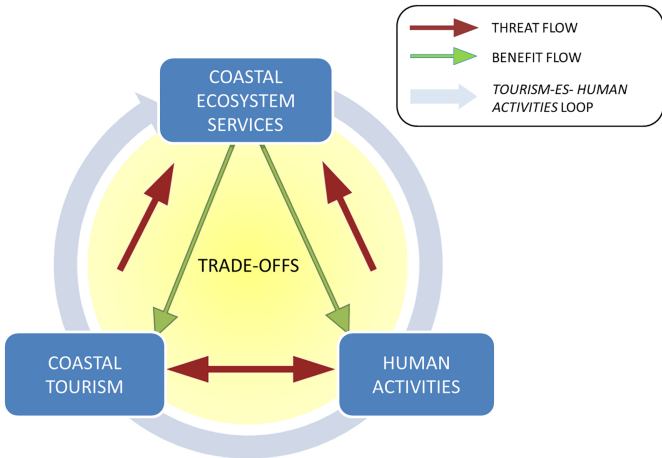 THREAT FLOW
BENEFIT FLOW
TOURISM-ES- HUMAN
ACTIVITIES LOOP
COASTAL
ECOSYSTEM
SERVICES
TRADE-OFFS
COASTAL
TOURISM
HUMAN
ACTIVITIES